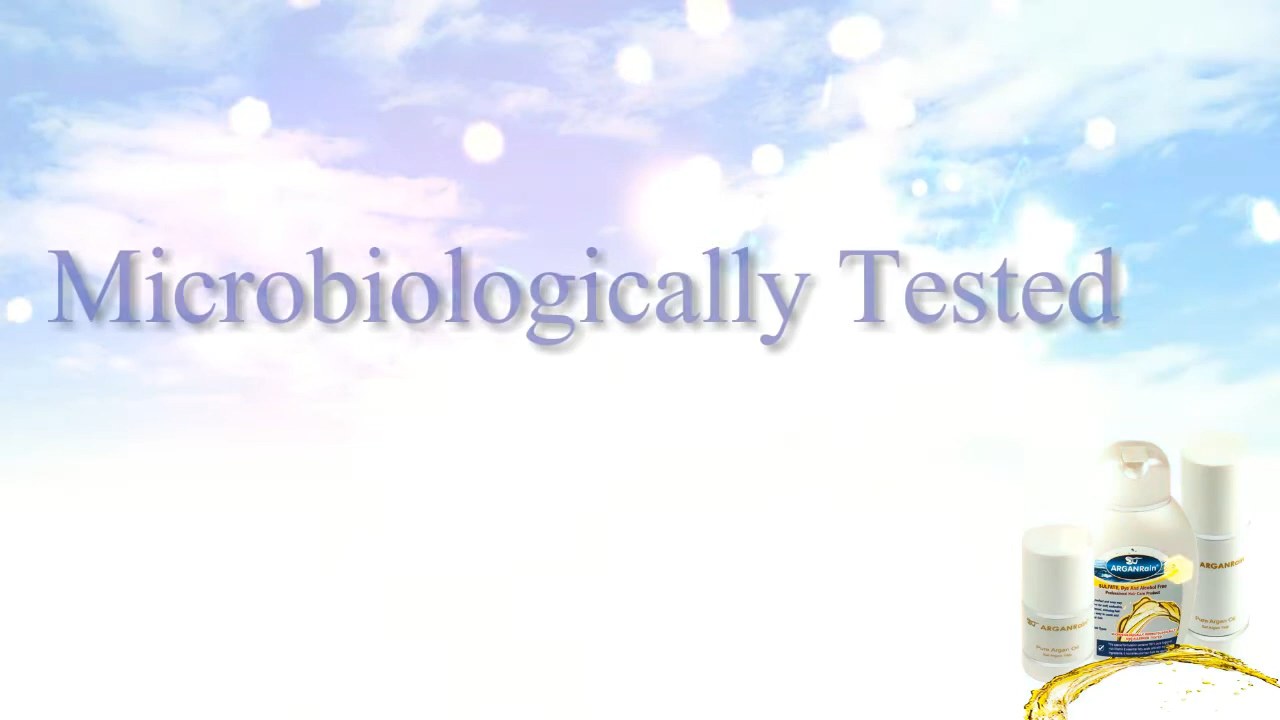 Microbiologically Tested
ARGANRain
SULFATE, Dye And Alcohol Free
Professional Hair Care Product
ARGANRain
Pure Argan Oil
ARGANRain
Pure Argan Oil